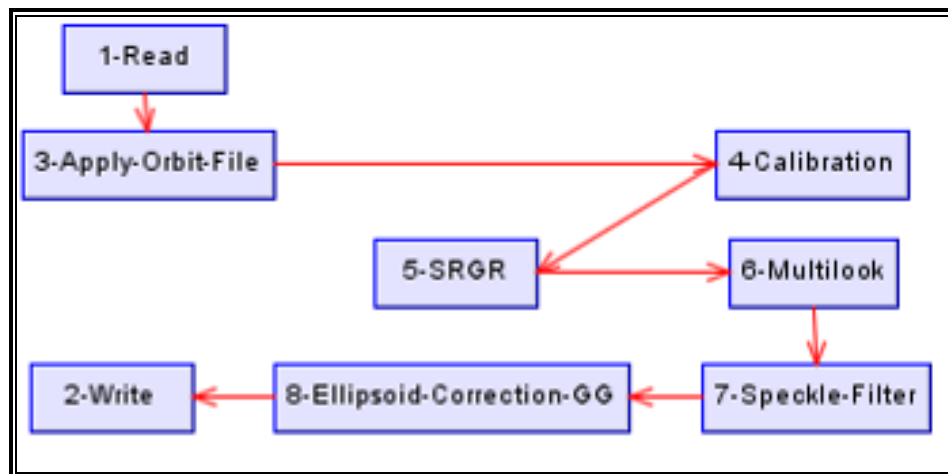 1-Read
3-Apply-Orbit-File
4-Calibration
5-SRGR
6-Multilook
2-Write
8-Ellipsoid-Correction-GG
7-Speckle-Filter